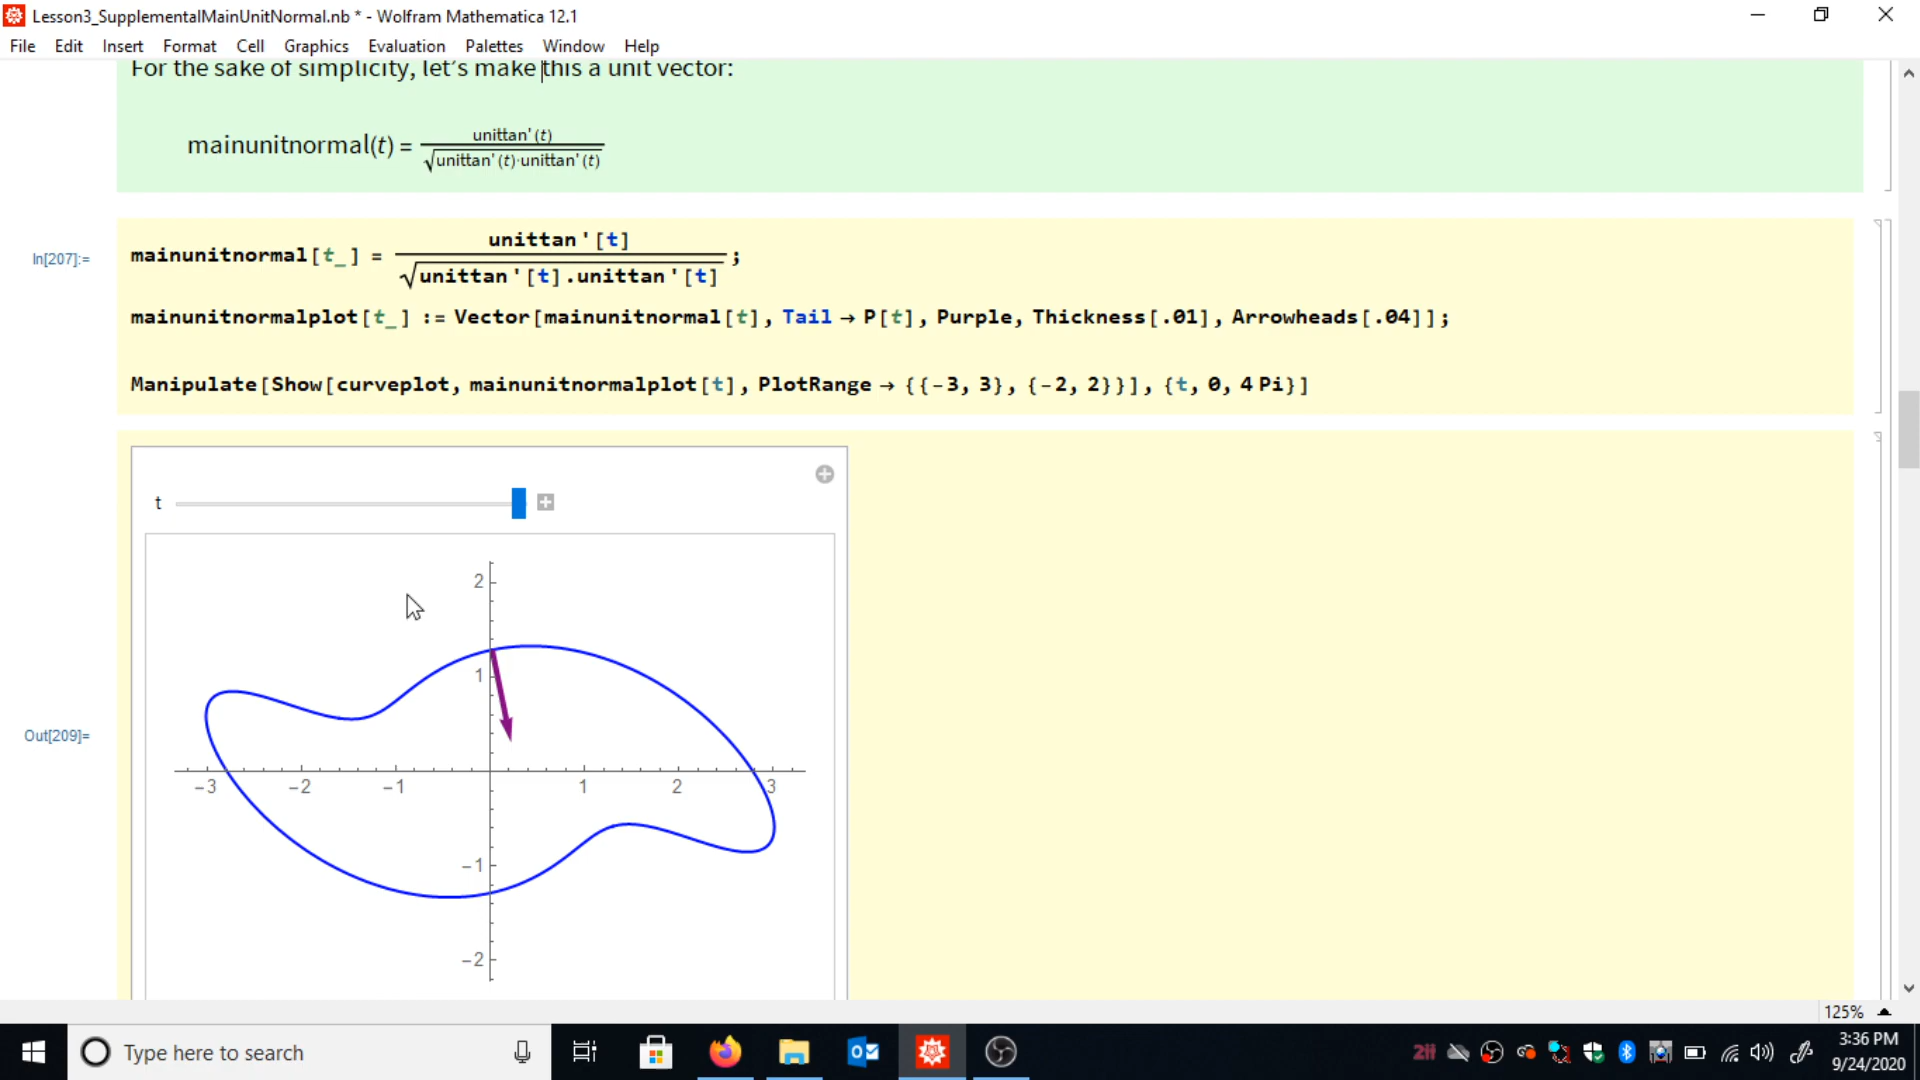 Lesson3_SupplementalMainUnitNormal.nb * - Wolfram Mathematica 12.1
File Edit Insert Format Cell Graphics Evaluation Palettes Window Help
For the sake of simplicity, let's make this a unit vector:
mainunitnormal(t) = unittan'(t) / √unittan'(t)·unittan'(t)
In[207]:= mainunitnormal[t_] = unittan'[t] / √unittan'[t].unittan'[t] ;
mainunitnormalplot[t_] := Vector[mainunitnormal[t], Tail → P[t], Purple, Thickness[.01], Arrowheads[.04]];
Manipulate[Show[curveplot, mainunitnormalplot[t], PlotRange → {{-3, 3}, {-2, 2}}], {t, 0, 4 Pi}]
t
2
1
Out[209]=
-3 -2 -1 1 2 3
-1
-2
125%
Type here to search
2ii
3:36 PM
9/24/2020